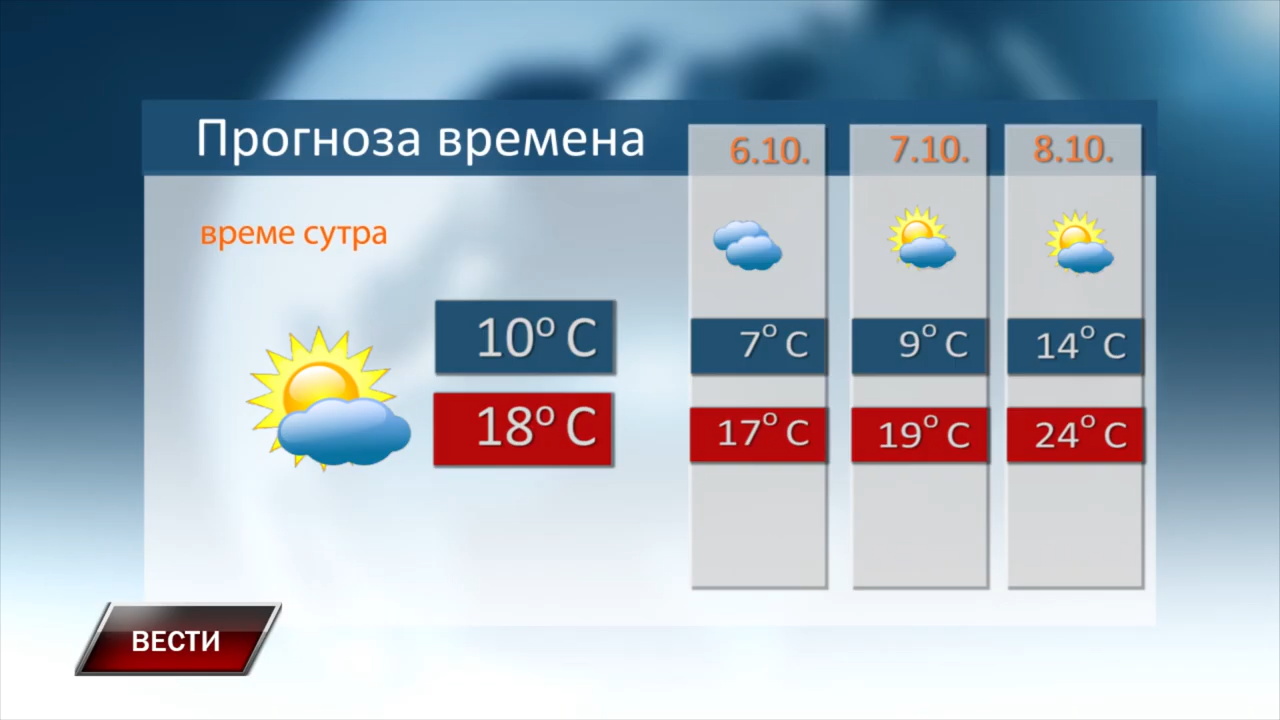 Прогноза времена
време сутра
10º C
18º C
6.10.
7º C
17º C
7.10.
9º C
19º C
8.10.
14º C
24º C
ВЕСТИ